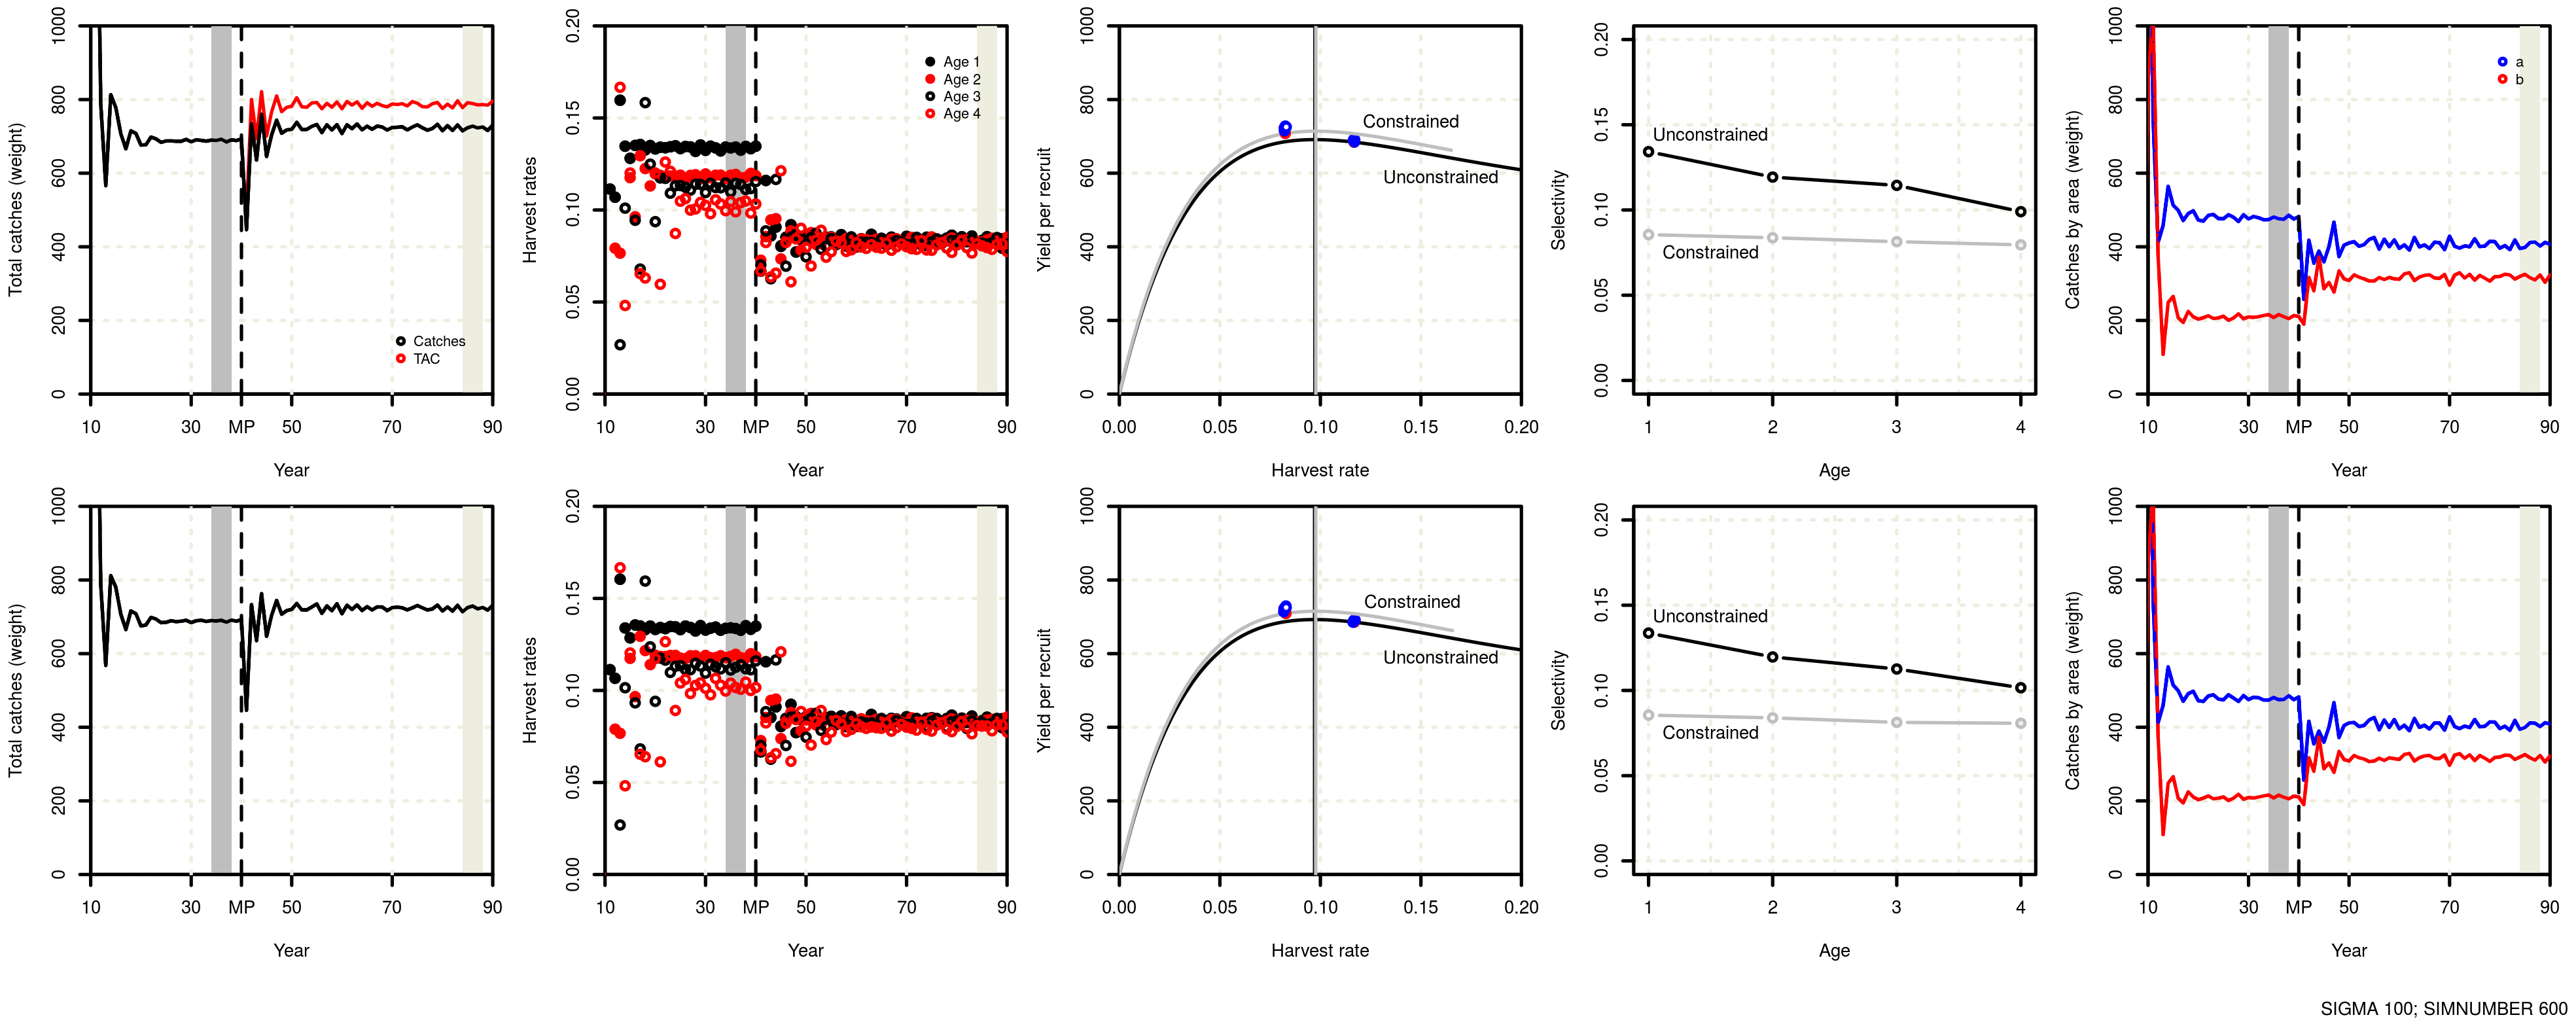 Total catches (weight)
0 200 400 600 800 1000
10 30 MP 50 70 90
Year
Catches
TAC
Harvest rates
0.00 0.05 0.10 0.15 0.20
10 30 MP 50 70 90
Year
Age 1
Age 2
Age 3
Age 4
Yield per recruit
0 200 400 600 800 1000
0.00 0.05 0.10 0.15 0.20
Harvest rate
Constrained
Unconstrained
Selectivity
0.00 0.05 0.10 0.15 0.20
1 2 3 4
Age
Unconstrained
Constrained
Catches by area (weight)
0 200 400 600 800 1000
10 30 MP 50 70 90
Year
a
b
Total catches (weight)
0 200 400 600 800 1000
10 30 MP 50 70 90
Year
Harvest rates
0.00 0.05 0.10 0.15 0.20
10 30 MP 50 70 90
Year
Yield per recruit
0 200 400 600 800 1000
0.00 0.05 0.10 0.15 0.20
Harvest rate
Constrained
Unconstrained
Selectivity
0.00 0.05 0.10 0.15 0.20
1 2 3 4
Age
Unconstrained
Constrained
Catches by area (weight)
0 200 400 600 800 1000
10 30 MP 50 70 90
Year
SIGMA 100; SIMNUMBER 600